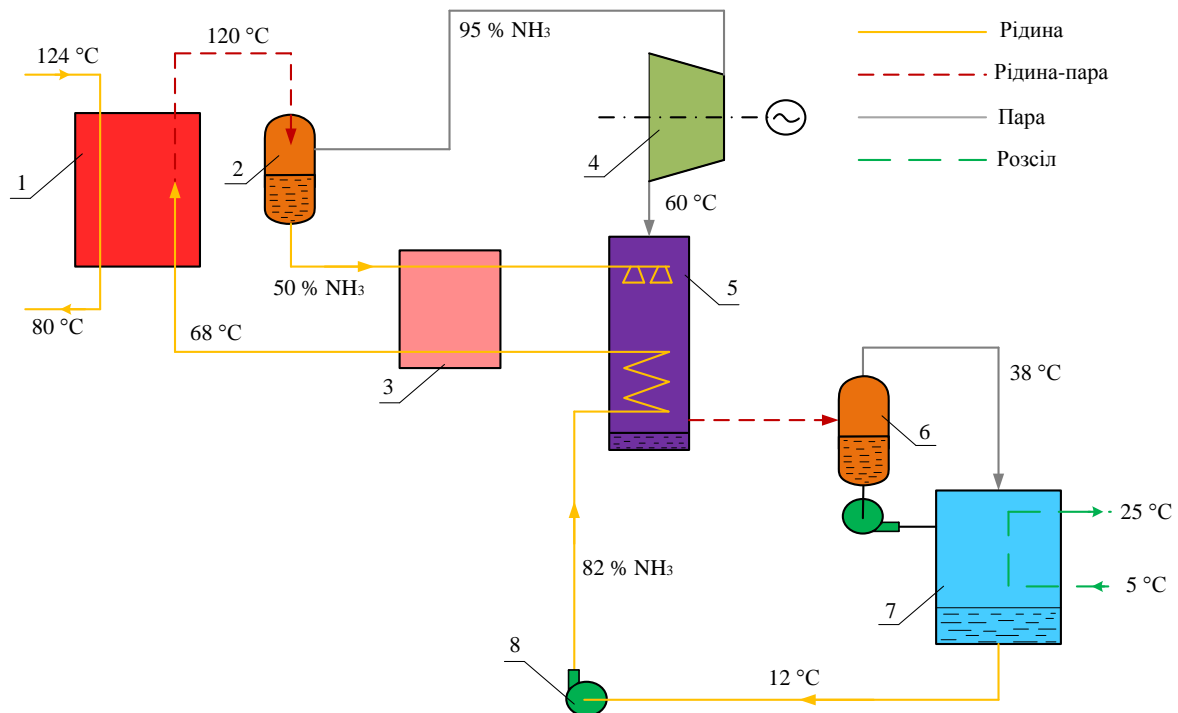 120 °C
95 % NH₃
Рідина
124 °C
Рідина-пара
Пара
2
4
Розсіл
1
60 °C
50 % NH₃
5
80 °C
68 °C
3
38 °C
6
25 °C
82 % NH₃
5 °C
7
8
12 °C